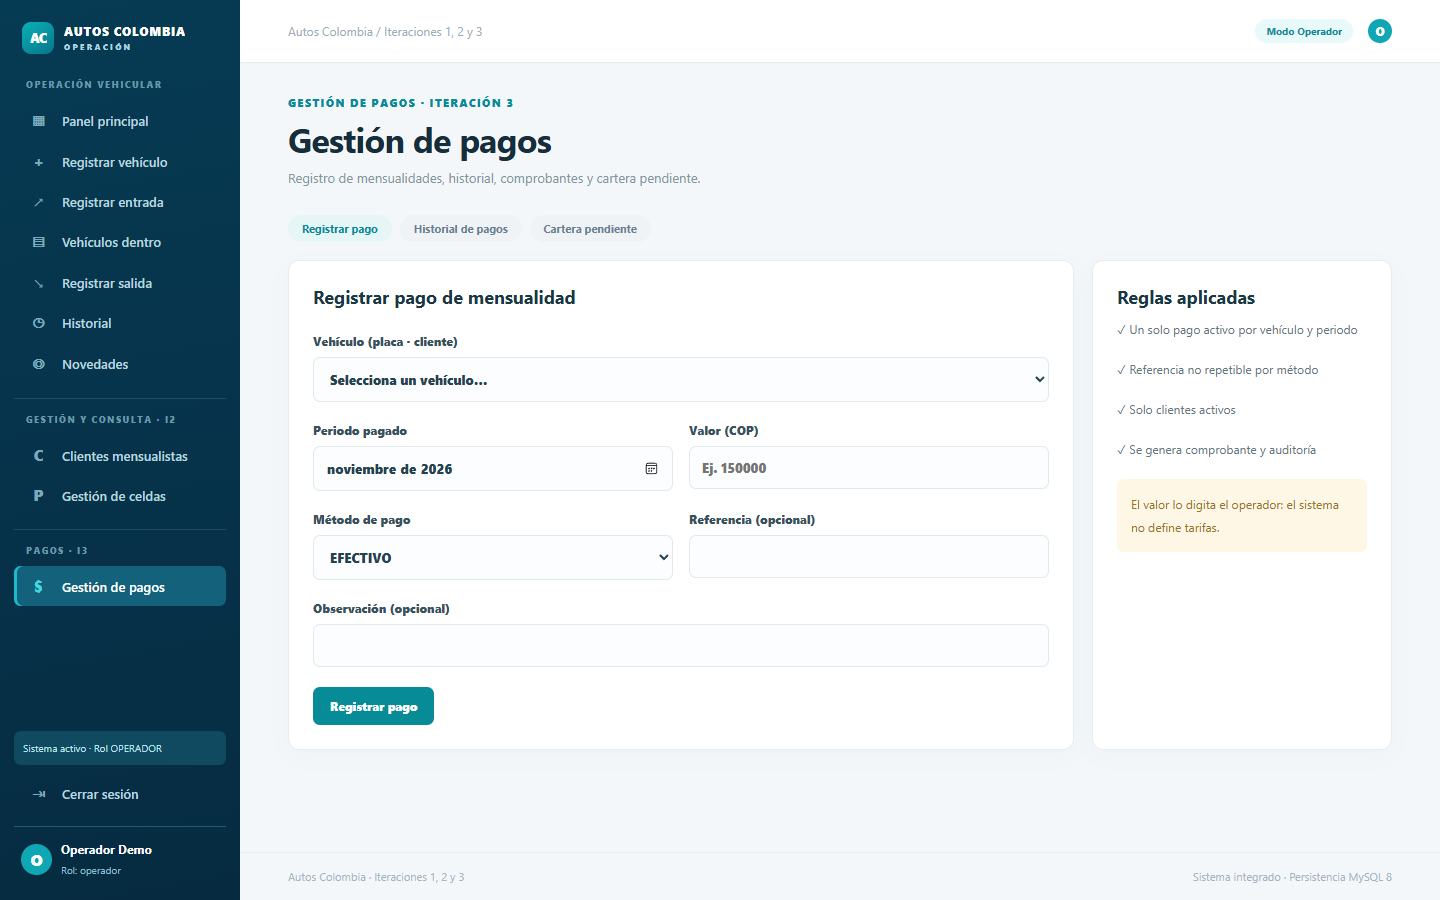 AC
AUTOS COLOMBIA
OPERACIÓN
OPERACIÓN VEHICULAR
Panel principal
+ Registrar vehículo
↗ Registrar entrada
Vehículos dentro
↘ Registrar salida
Historial
Novedades
GESTIÓN Y CONSULTA · I2
C Clientes mensualistas
P Gestión de celdas
PAGOS · I3
$ Gestión de pagos
Sistema activo · Rol OPERADOR
Cerrar sesión
O
Operador Demo
Rol: operador
Autos Colombia / Iteraciones 1, 2 y 3
Modo Operador
O
GESTIÓN DE PAGOS · ITERACIÓN 3
Gestión de pagos
Registro de mensualidades, historial, comprobantes y cartera pendiente.
Registrar pago
Historial de pagos
Cartera pendiente
Registrar pago de mensualidad
Vehículo (placa · cliente)
Selecciona un vehículo...
Periodo pagado
Valor (COP)
noviembre de 2026
Ej. 150000
Método de pago
Referencia (opcional)
EFECTIVO
Observación (opcional)
Registrar pago
Reglas aplicadas
✓ Un solo pago activo por vehículo y periodo
✓ Referencia no repetible por método
✓ Solo clientes activos
✓ Se genera comprobante y auditoría
El valor lo digita el operador: el sistema
no define tarifas.
Autos Colombia · Iteraciones 1, 2 y 3
Sistema integrado · Persistencia MySQL 8